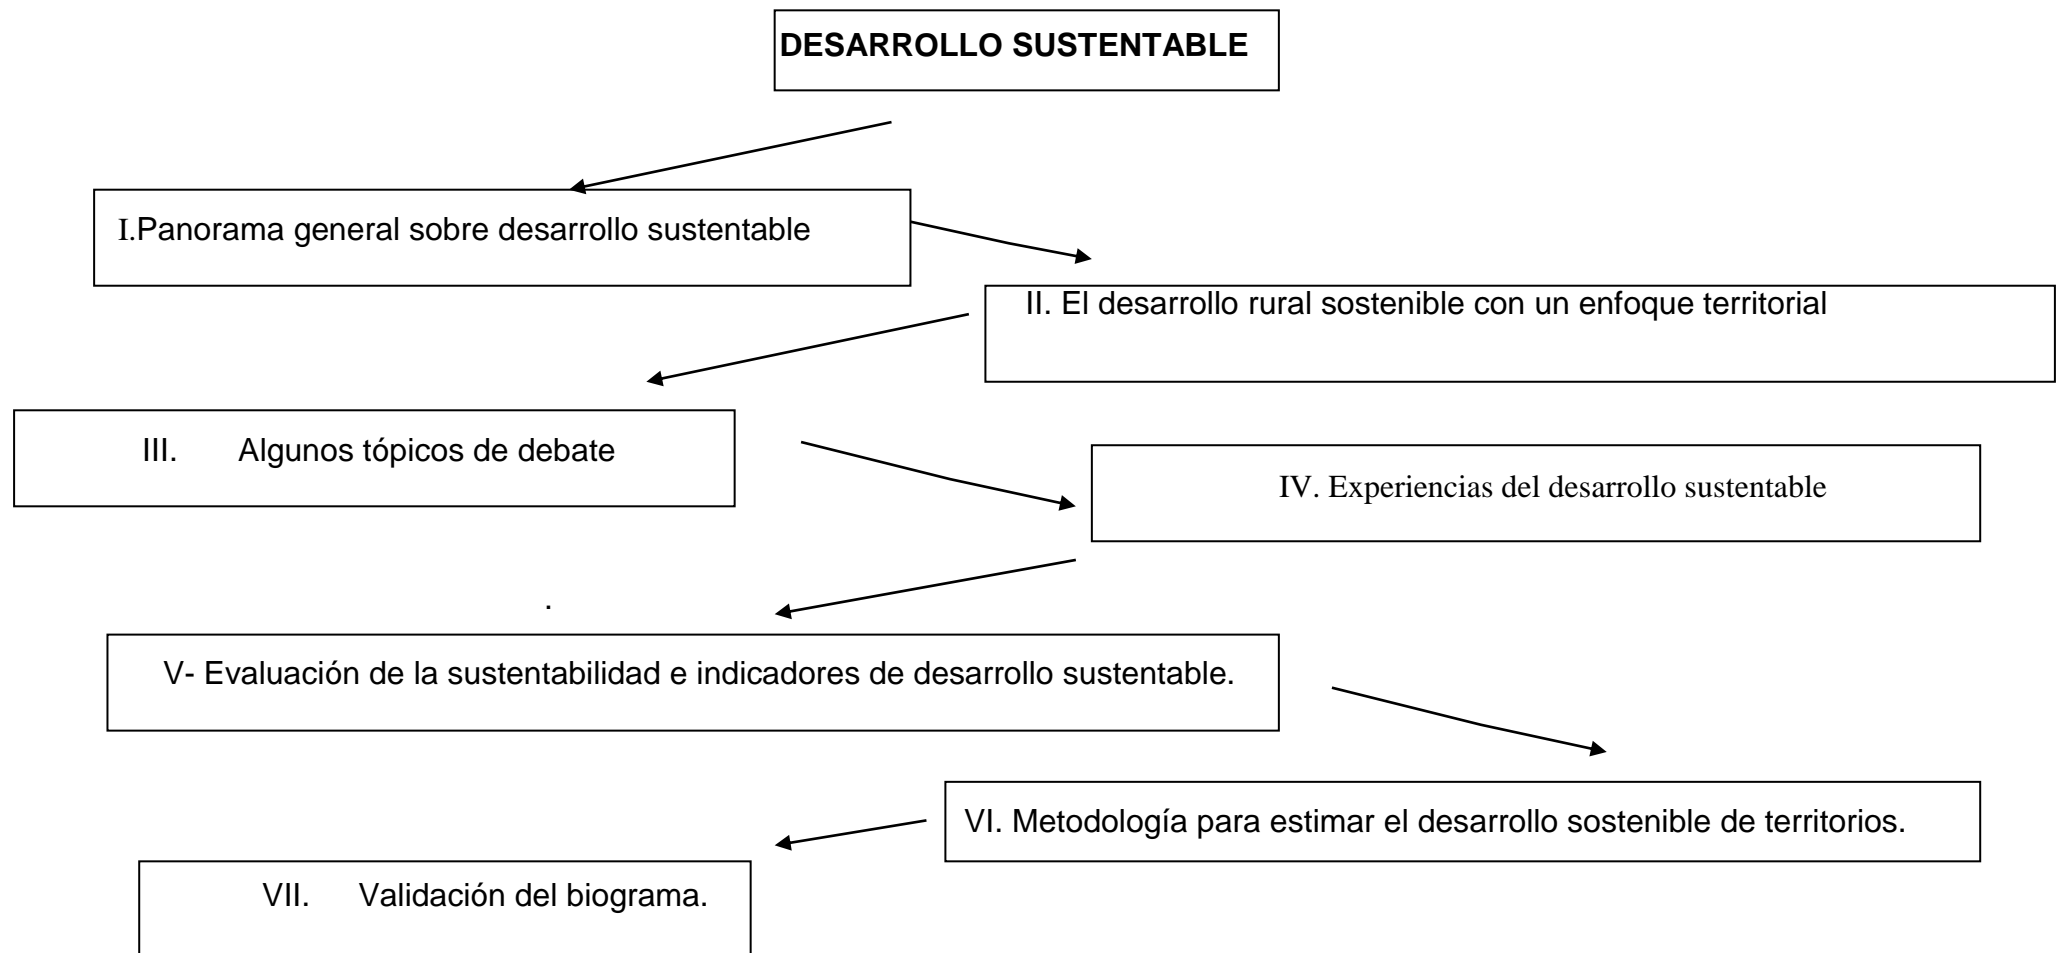 DESARROLLO SUSTENTABLE
I.Panorama general sobre desarrollo sustentable
II. El desarrollo rural sostenible con un enfoque territorial
III. Algunos tópicos de debate
IV. Experiencias del desarrollo sustentable
.
V- Evaluación de la sustentabilidad e indicadores de desarrollo sustentable.
VI. Metodología para estimar el desarrollo sostenible de territorios.
VII. Validación del biograma.